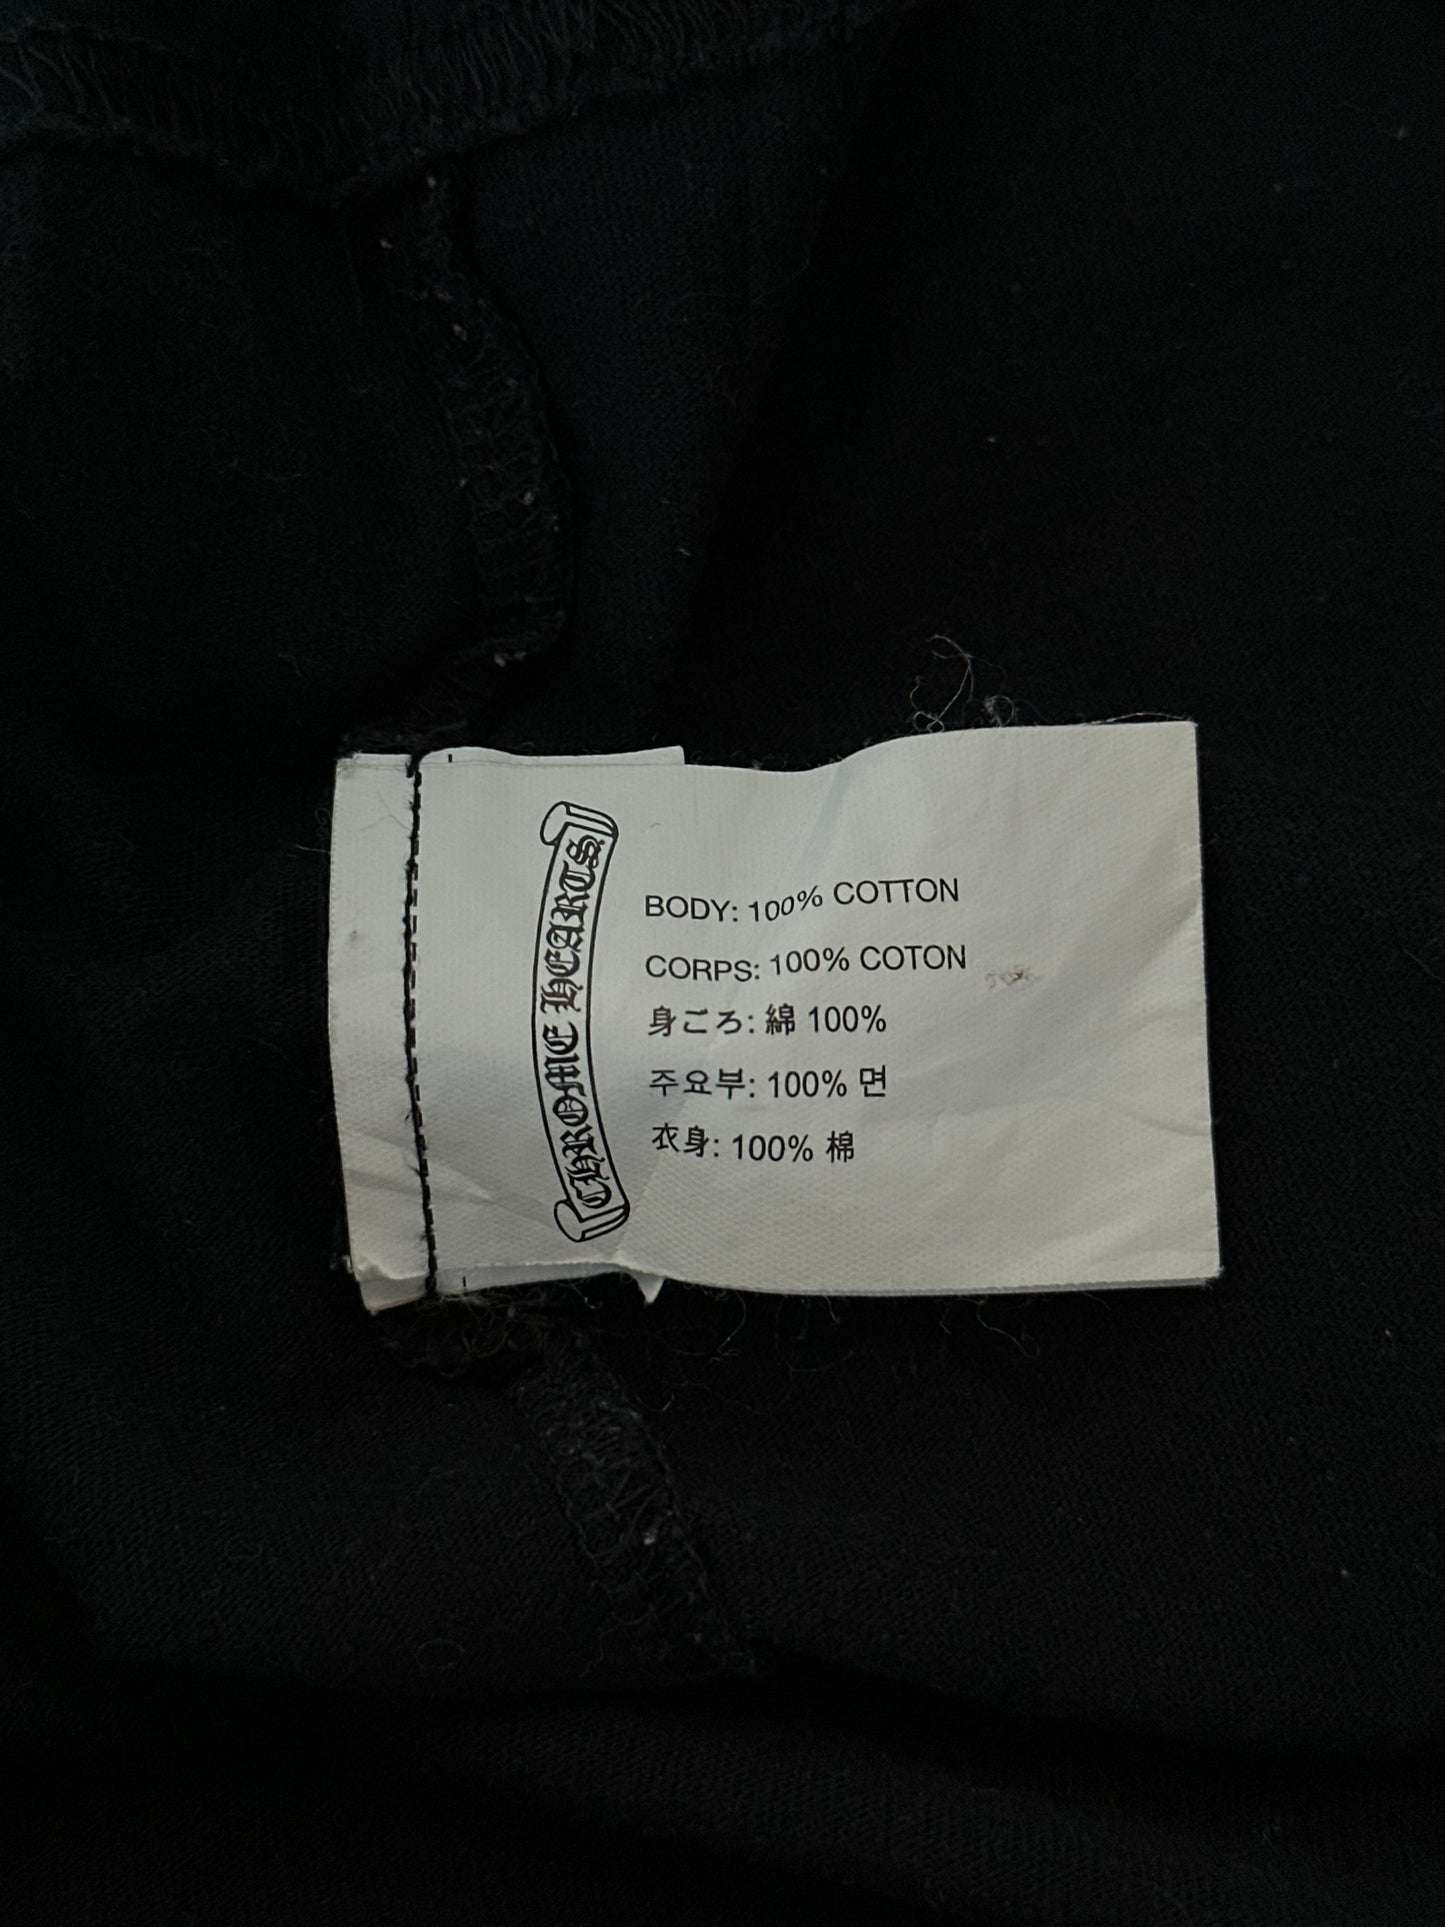 CHROME HEARTS
BODY: 100% COTTON
CORPS: 100% COTON
身ごろ: 綿 100%
주요부: 100% 면
衣身: 100% 棉